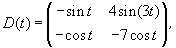 D(t) = ( −sin t  4sin(3t)
−cos t  −7cos t ),